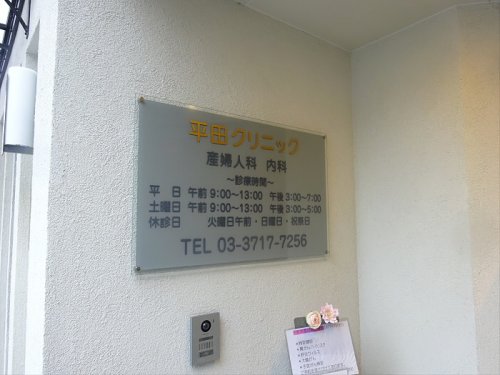 平田クリニック
産婦人科 内科
～診療時間～
平 日 午前 9:00～13:00 午後 3:00～7:00
土曜日 午前 9:00～13:00 午後 3:00～5:00
休診日 火曜日午前・日曜日・祝祭日
TEL 03-3717-7256